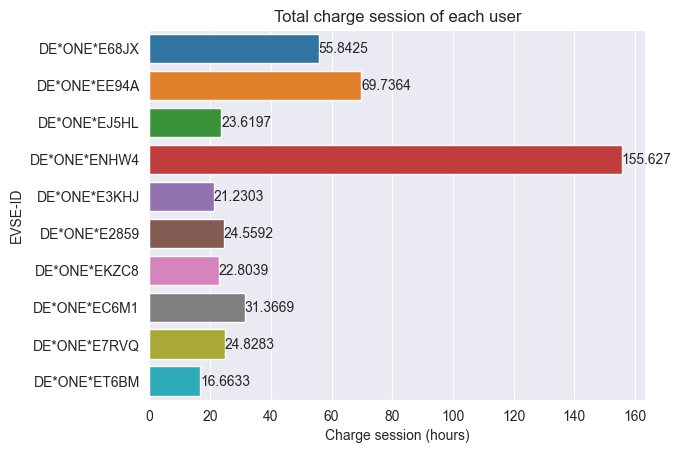 Total charge session of each user
EVSE-ID
DE*ONE*E68JX 55.8425
DE*ONE*EE94A 69.7364
DE*ONE*EJ5HL 23.6197
DE*ONE*ENHW4 155.627
DE*ONE*E3KHJ 21.2303
DE*ONE*E2859 24.5592
DE*ONE*EKZC8 22.8039
DE*ONE*EC6M1 31.3669
DE*ONE*E7RVQ 24.8283
DE*ONE*ET6BM 16.6633
0 20 40 60 80 100 120 140 160
Charge session (hours)